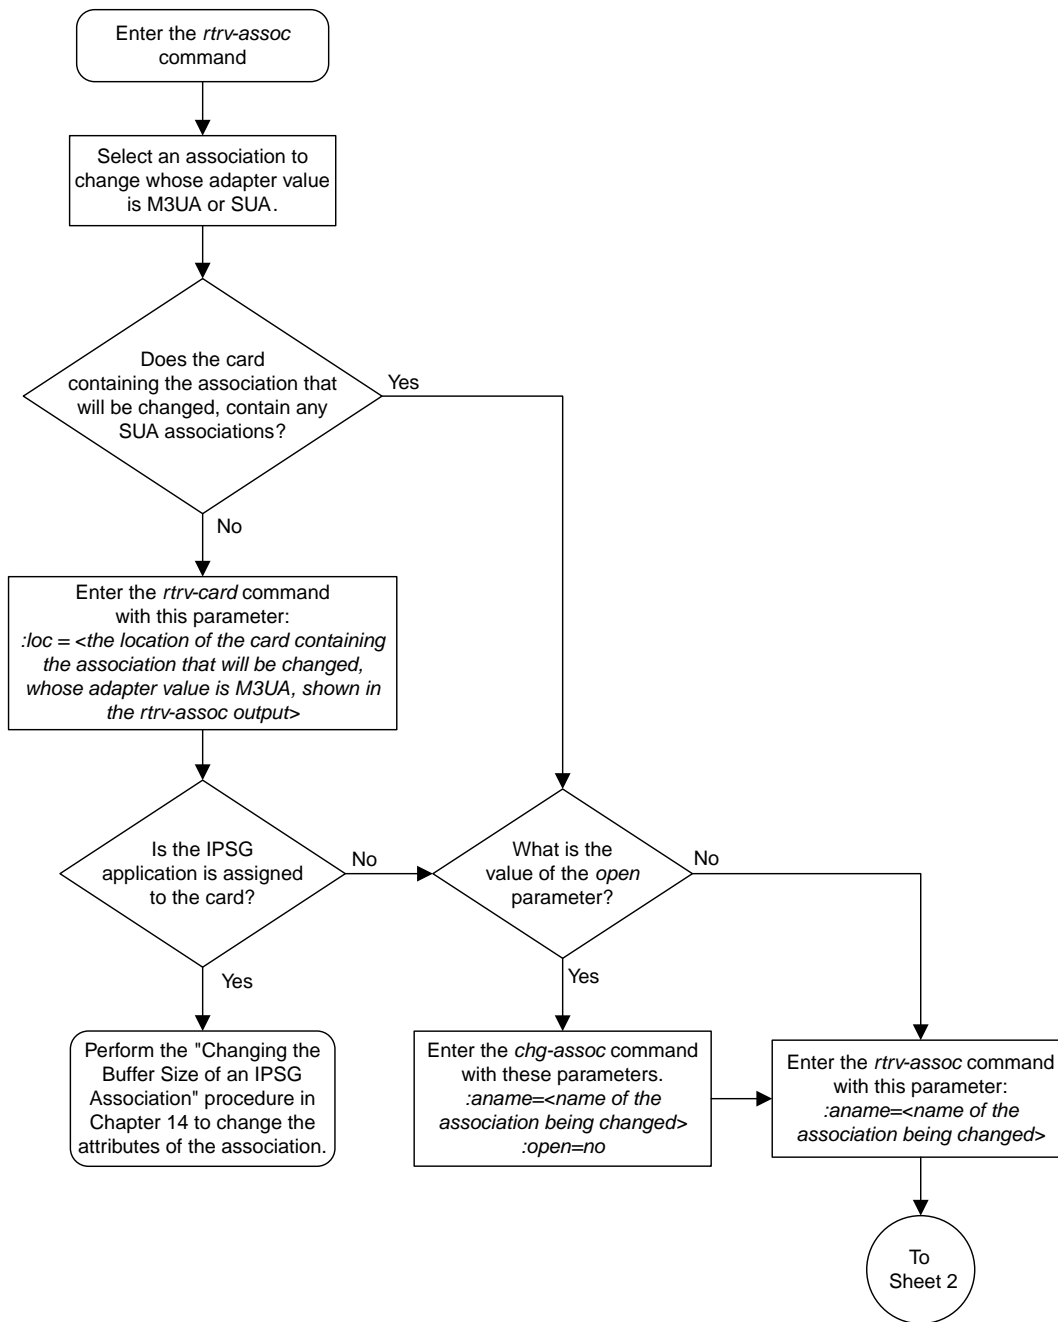 Enter the rtrv-assoc
command
Select an association to
change whose adapter value
is M3UA or SUA.
Does the card
containing the association that
will be changed, contain any
SUA associations?
Yes
No
Enter the rtrv-card command
with this parameter:
:loc = <the location of the card containing
the association that will be changed,
whose adapter value is M3UA, shown in
the rtrv-assoc output>
Is the IPSG
application is assigned
to the card?
No
What is the
value of the open
parameter?
No
Yes
Yes
Perform the "Changing the
Buffer Size of an IPSG
Association" procedure in
Chapter 14 to change the
attributes of the association.
Enter the chg-assoc command
with these parameters.
:aname=<name of the
association being changed>
:open=no
Enter the rtrv-assoc command
with this parameter:
:aname=<name of the
association being changed>
To
Sheet 2